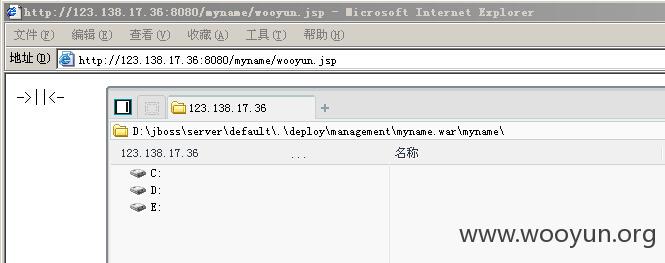 http://123.138.17.36:8080/myname/wooyun.jsp - Microsoft Internet Explorer
文件(F) 编辑(E) 查看(V) 收藏(A) 工具(T) 帮助(H)
地址(D) http://123.138.17.36:8080/myname/wooyun.jsp
->||<-
123.138.17.36 +
D:\jboss\server\default\.\deploy\management\myname.war\myname\
123.138.17.36 ... 名称
C:
D:
E:
www.wooyun.org